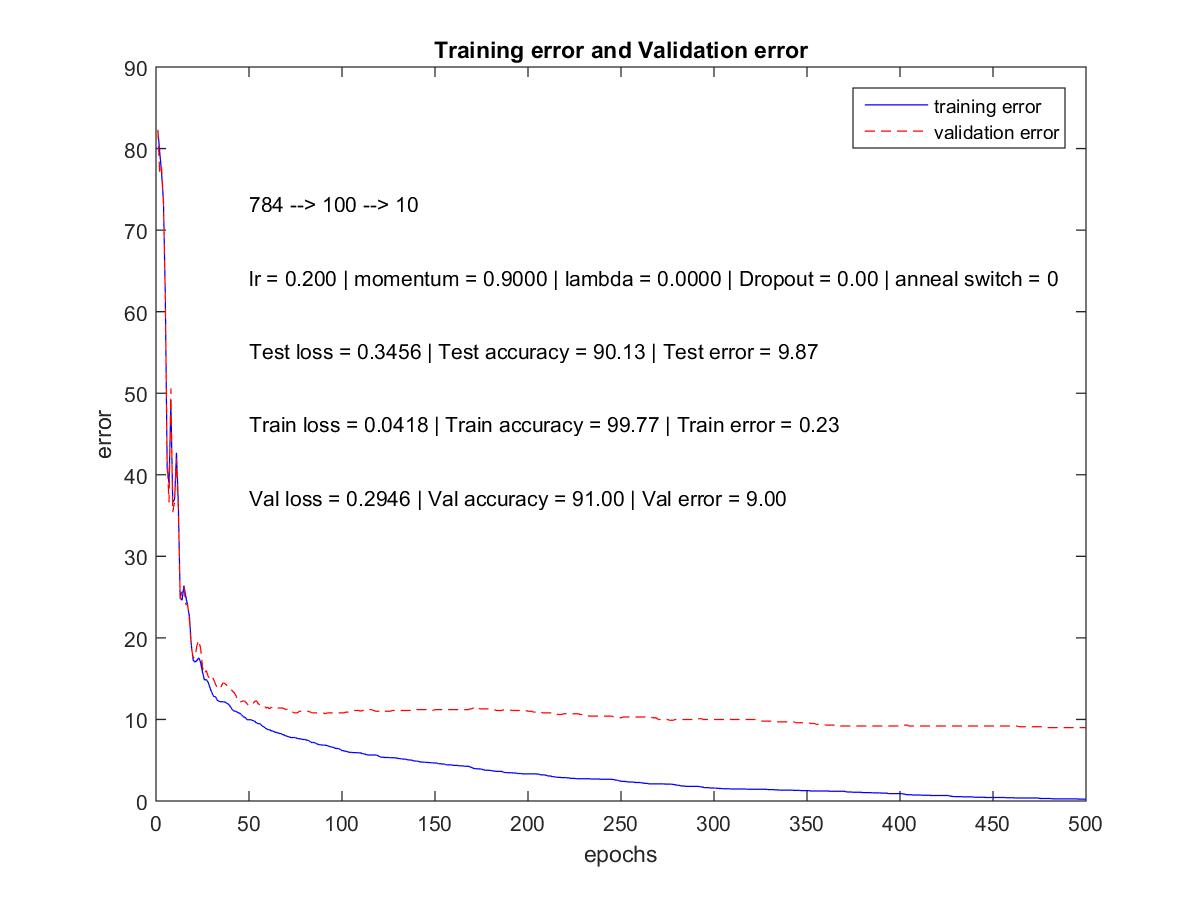 Training error and Validation error
90
80
70
60
50
40
30
20
10
0
error
training error
validation error
784 --> 100 --> 10
lr = 0.200 | momentum = 0.9000 | lambda = 0.0000 | Dropout = 0.00 | anneal switch = 0
Test loss = 0.3456 | Test accuracy = 90.13 | Test error = 9.87
Train loss = 0.0418 | Train accuracy = 99.77 | Train error = 0.23
Val loss = 0.2946 | Val accuracy = 91.00 | Val error = 9.00
0 50 100 150 200 250 300 350 400 450 500
epochs